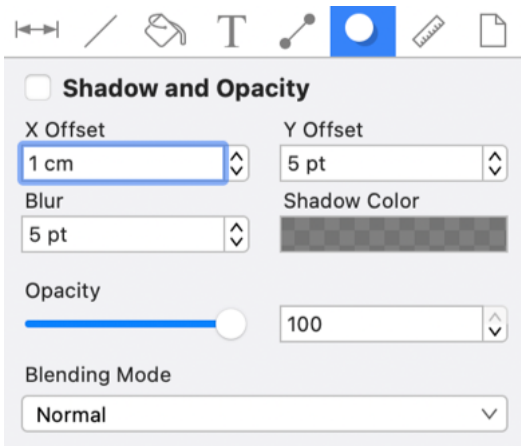 T
Shadow and Opacity
X Offset
Y Offset
1 cm
5 pt
Blur
Shadow Color
5 pt
Opacity
100
Blending Mode
Normal